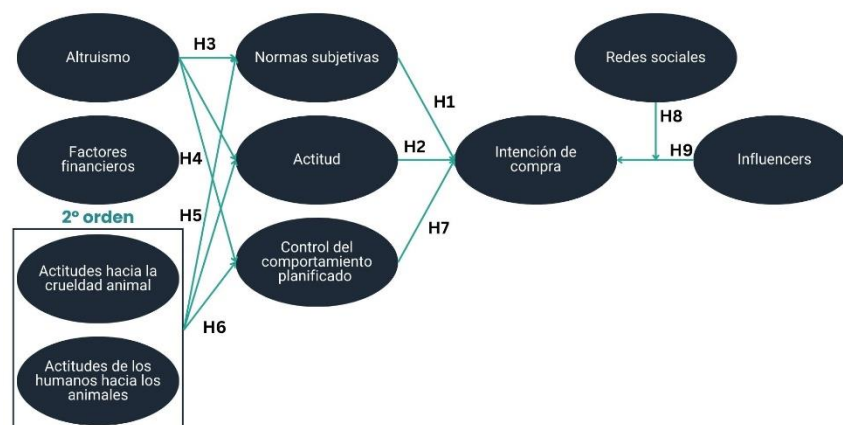 Altruismo
H3
Normas subjetivas
Redes sociales
H1
H8
Factores
financieros
H4
Actitud
H2
Intención de
compra
H9
Influencers
2º orden
H5
Actitudes hacia la
crueldad animal
Control del
comportamiento
planificado
H7
H6
Actitudes de los
humanos hacia los
animales